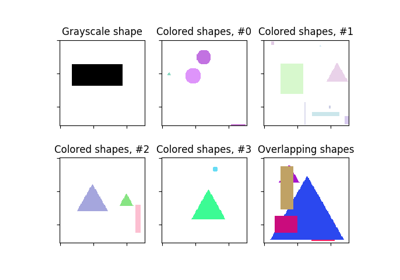 Grayscale shape
Colored shapes, #0
Colored shapes, #1
Colored shapes, #2
Colored shapes, #3
Overlapping shapes